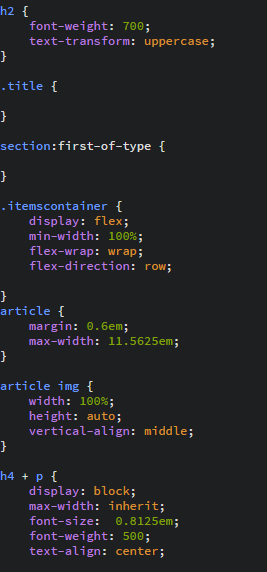 h2 {
    font-weight: 700;
    text-transform: uppercase;
}

.title {

}

section:first-of-type {

}

.itemscontainer {
    display: flex;
    min-width: 100%;
    flex-wrap: wrap;
    flex-direction: row;

}
article {
    margin: 0.6em;
    max-width: 11.5625em;
}

article img {
    width: 100%;
    height: auto;
    vertical-align: middle;
}

h4 + p {
    display: block;
    max-width: inherit;
    font-size:  0.8125em;
    font-weight: 500;
    text-align: center;